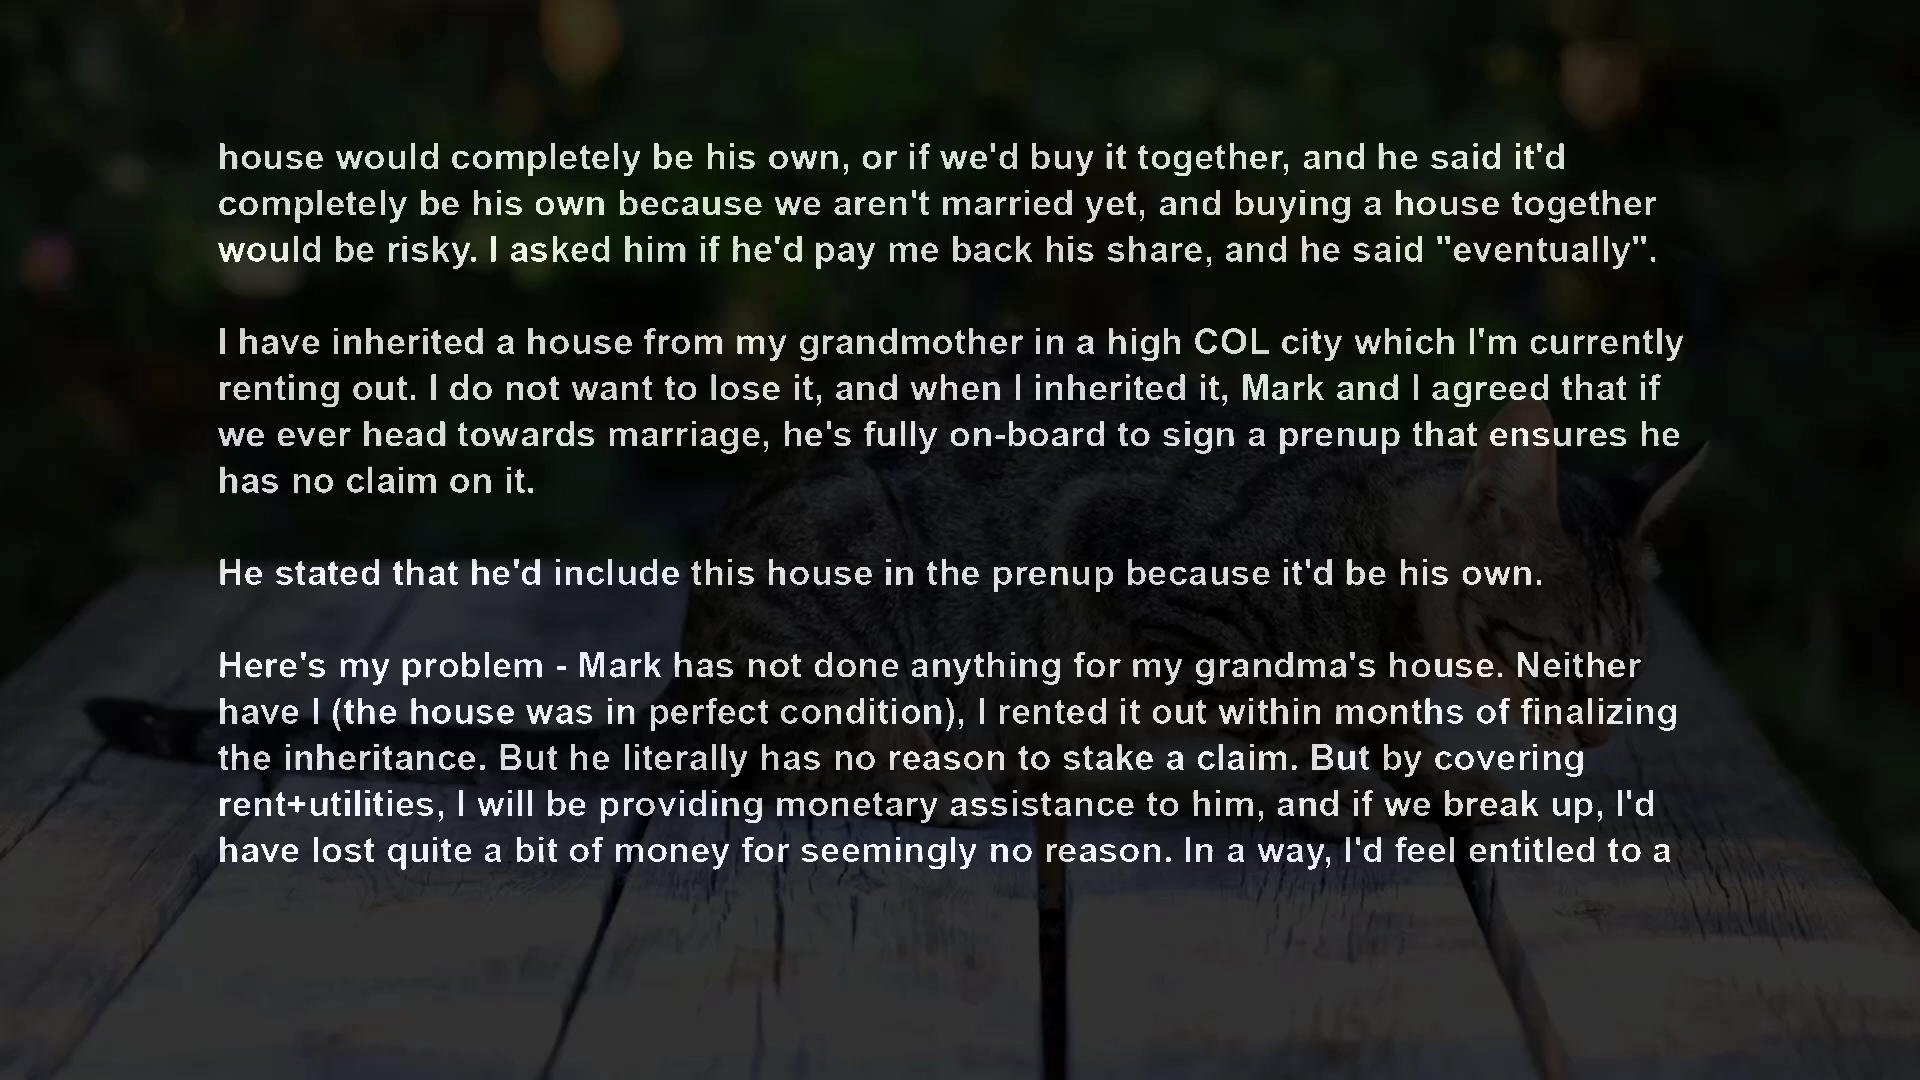 house would completely be his own, or if we'd buy it together, and he said it'd
completely be his own because we aren't married yet, and buying a house together
would be risky. I asked him if he'd pay me back his share, and he said "eventually".
I have inherited a house from my grandmother in a high COL city which I'm currently
renting out. I do not want to lose it, and when I inherited it, Mark and I agreed that if
we ever head towards marriage, he's fully on-board to sign a prenup that ensures he
has no claim on it.
He stated that he'd include this house in the prenup because it'd be his own.
Here's my problem - Mark has not done anything for my grandma's house. Neither
have I (the house was in perfect condition), I rented it out within months of finalizing
the inheritance. But he literally has no reason to stake a claim. But by covering
rent+utilities, I will be providing monetary assistance to him, and if we break up, I'd
have lost quite a bit of money for seemingly no reason. In a way, I'd feel entitled to a